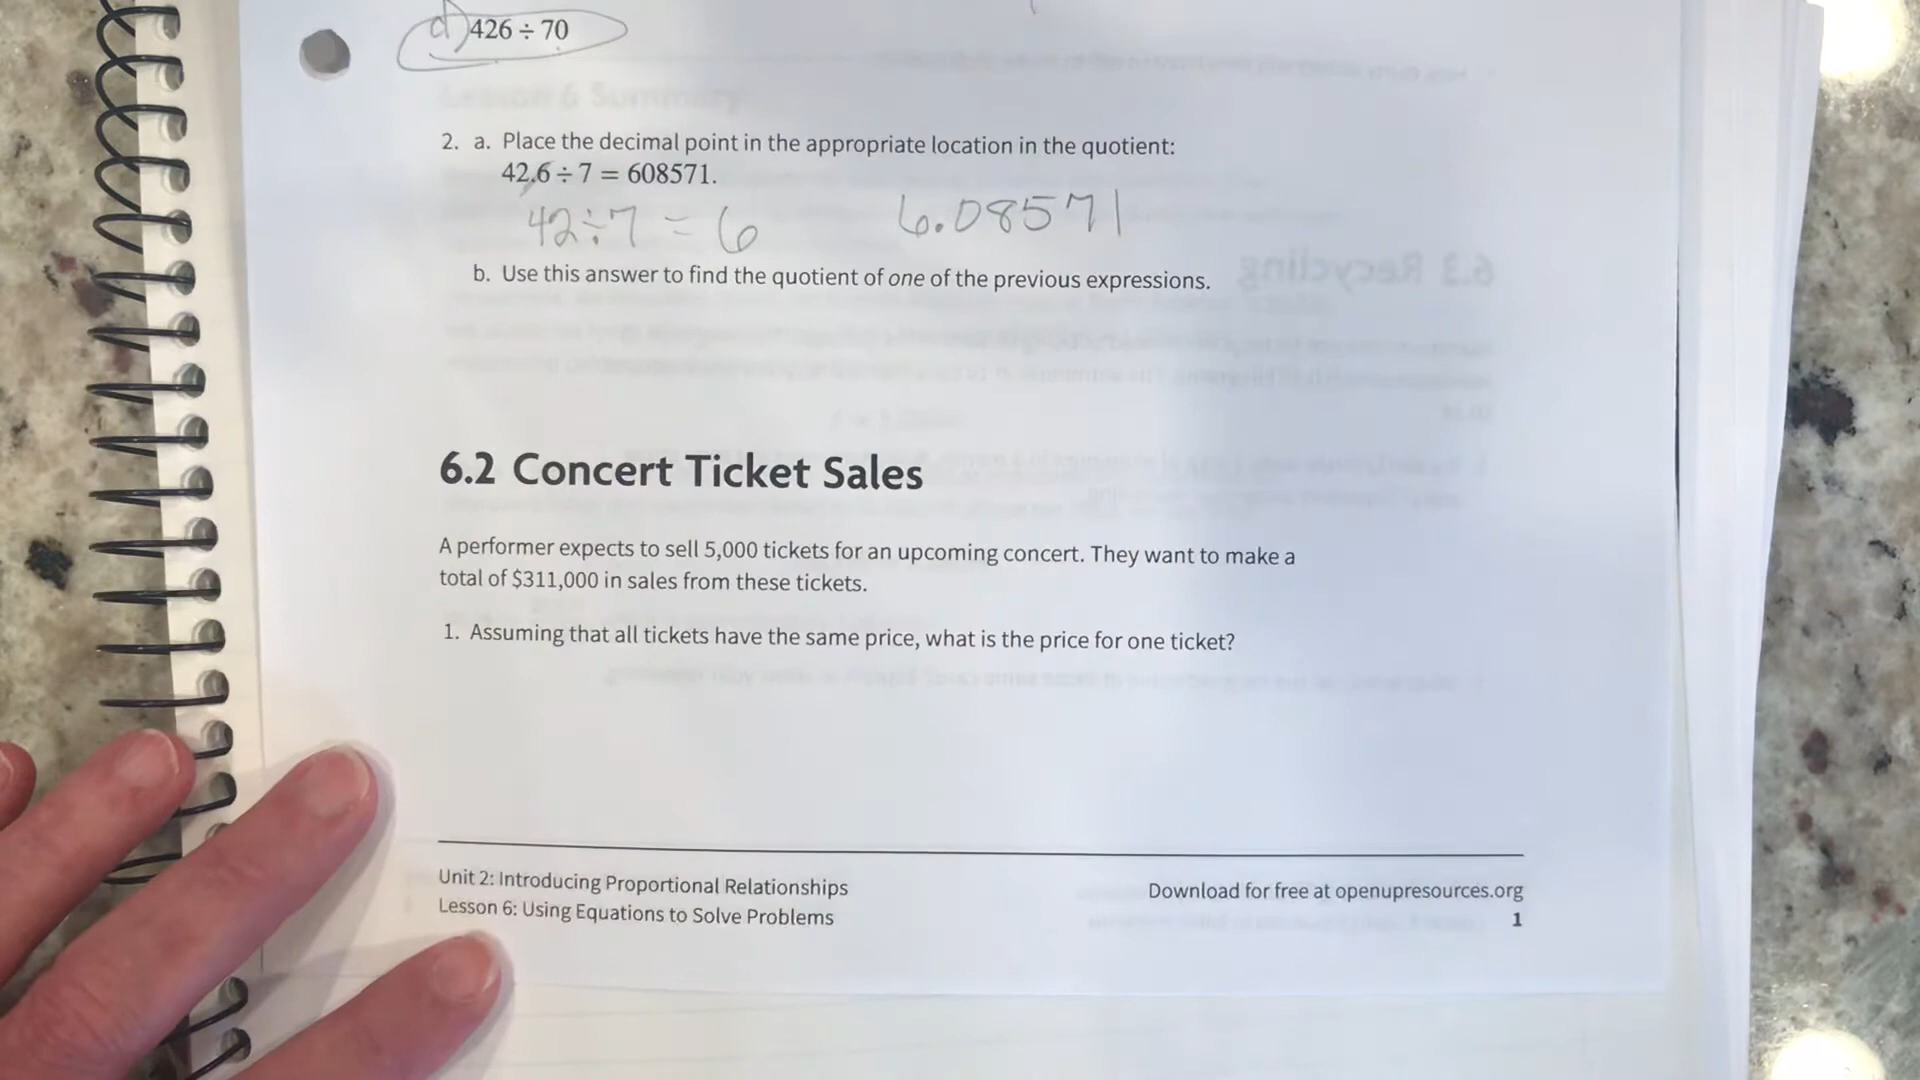 d) 426 ÷ 70
2. a. Place the decimal point in the appropriate location in the quotient:
42.6 ÷ 7 = 608571.
42÷7 = 6 6.08571
b. Use this answer to find the quotient of one of the previous expressions.
6.3 Recycling
6.2 Concert Ticket Sales
A performer expects to sell 5,000 tickets for an upcoming concert. They want to make a
total of $311,000 in sales from these tickets.
1. Assuming that all tickets have the same price, what is the price for one ticket?
Unit 2: Introducing Proportional Relationships
Lesson 6: Using Equations to Solve Problems
Download for free at openupresources.org
1